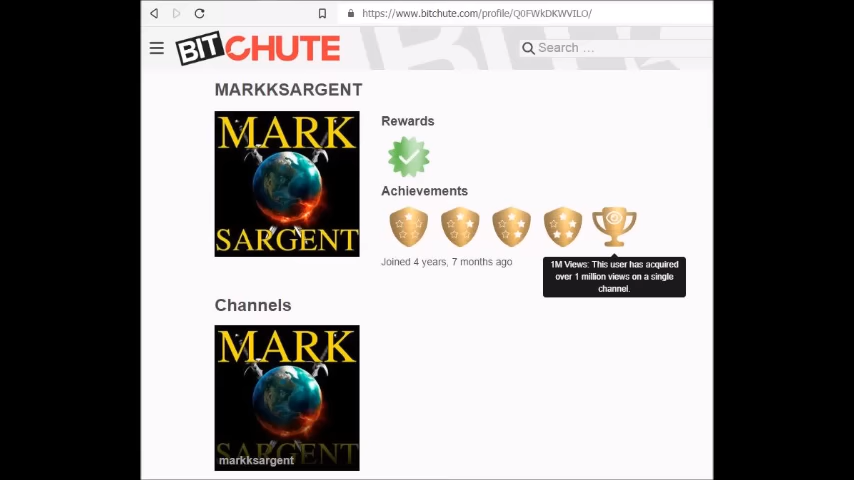 https://www.bitchute.com/profile/Q0FWkDKWVILO/
BITCHUTE
Search ...
MARKKSARGENT
MARK
SARGENT
Rewards
Achievements
Joined 4 years, 7 months ago
1M Views: This user has acquired
over 1 million views on a single
channel.
Channels
MARK
SARGENT
markksargent